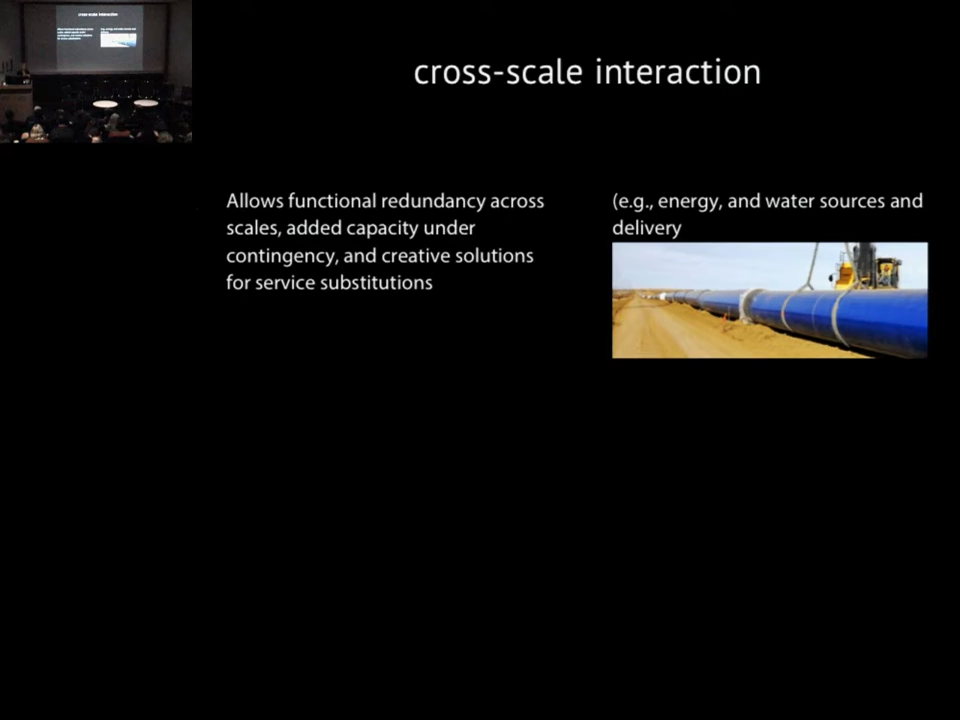 cross-scale interaction
Allows functional redundancy across
scales, added capacity under
contingency, and creative solutions
for service substitutions
(e.g., energy, and water sources and
delivery